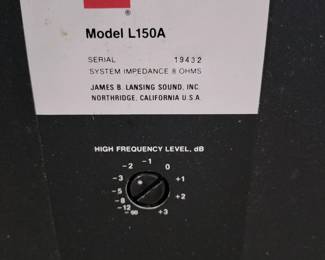 ®
Model L150A
SERIAL 19432
SYSTEM IMPEDANCE 8 OHMS
JAMES B. LANSING SOUND, INC.
NORTHRIDGE, CALIFORNIA U.S.A.
HIGH FREQUENCY LEVEL, dB
-2 -1 0
-3 +1
-5 +2
-8
-12
-∞ +3